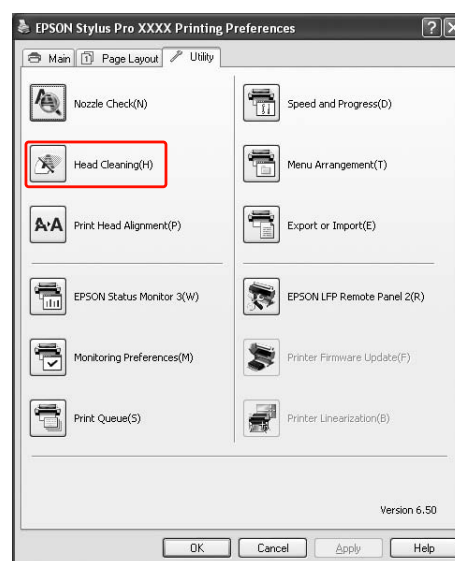 EPSON Stylus Pro XXXX Printing Preferences
Main
Page Layout
Utility
Nozzle Check(N)
Speed and Progress(D)
Head Cleaning(H)
Menu Arrangement(T)
A·A
Print Head Alignment(P)
Export or Import(E)
EPSON Status Monitor 3(W)
EPSON LFP Remote Panel 2(R)
Monitoring Preferences(M)
Printer Firmware Update(F)
Print Queue(S)
Printer Linearization(B)
Version 6.50
OK
Cancel
Apply
Help